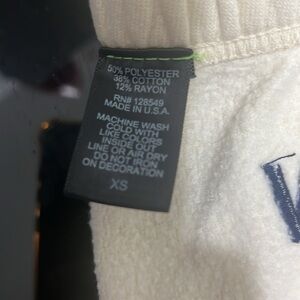 50% POLYESTER
38% COTTON
12% RAYON
RN# 128549
MADE IN U.S.A.
MACHINE WASH
COLD WITH
LIKE COLORS
INSIDE OUT
LINE OR AIR DRY
DO NOT IRON
ON DECORATION
XS